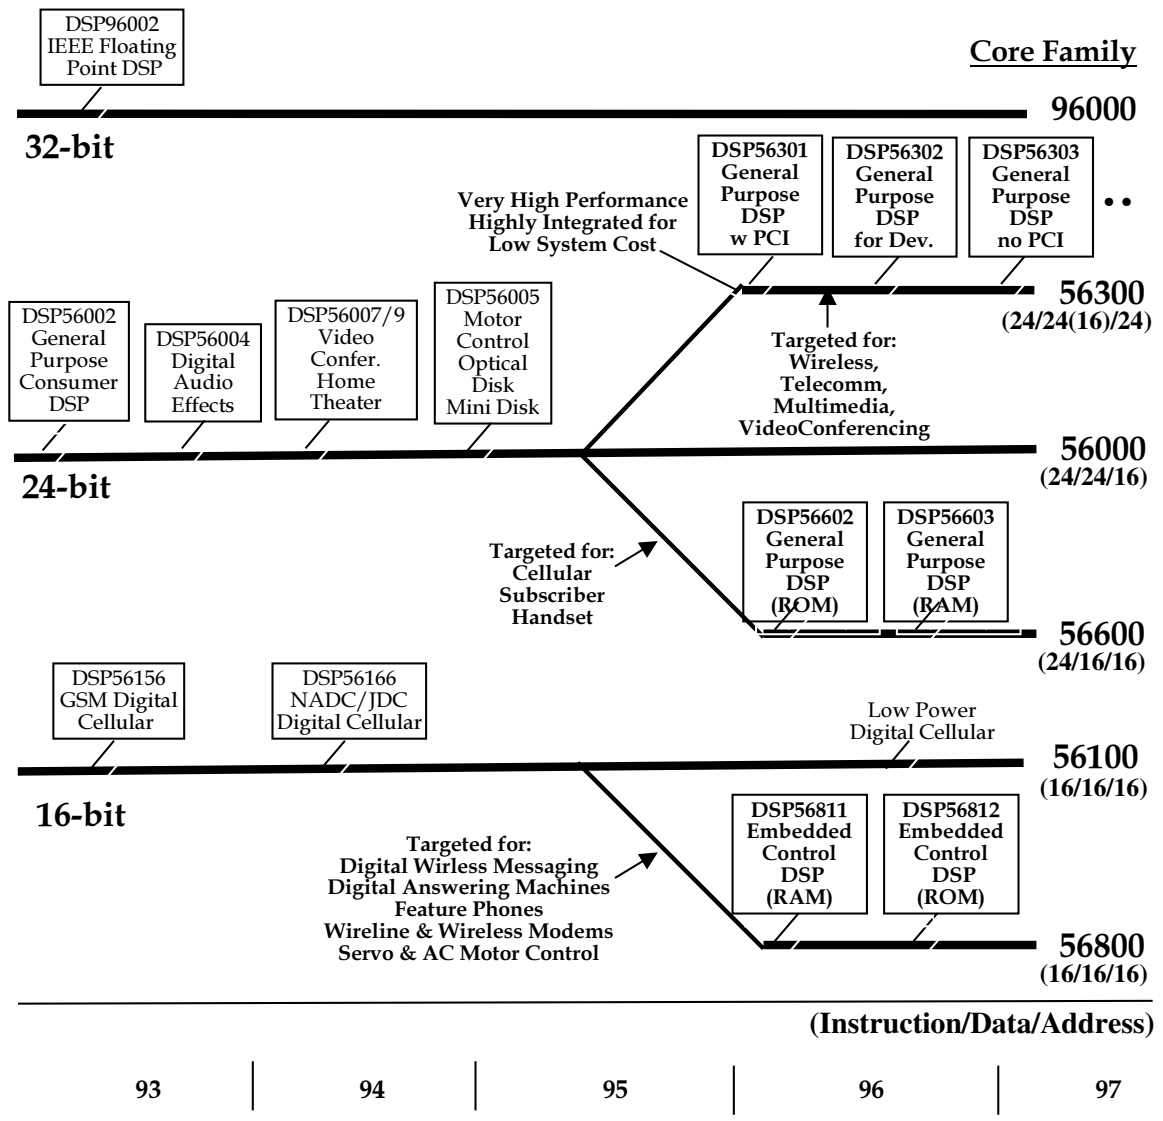 DSP96002
IEEE Floating
Point DSP
Core Family
96000
32-bit
DSP56301
General
Purpose
DSP
w PCI
DSP56302
General
Purpose
DSP
for Dev.
DSP56303
General
Purpose
DSP
no PCI
..
Very High Performance
Highly Integrated for
Low System Cost
56300
(24/24(16)/24)
Targeted for:
Wireless,
Telecomm,
Multimedia,
VideoConferencing
DSP56002
General
Purpose
Consumer
DSP
DSP56004
Digital
Audio
Effects
DSP56007/9
Video
Confer.
Home
Theater
DSP56005
Motor
Control
Optical
Disk
Mini Disk
56000
(24/24/16)
24-bit
DSP56602
General
Purpose
DSP
(ROM)
DSP56603
General
Purpose
DSP
(RAM)
Targeted for:
Cellular
Subscriber
Handset
56600
(24/16/16)
DSP56156
GSM Digital
Cellular
DSP56166
NADC/JDC
Digital Cellular
Low Power
Digital Cellular
56100
(16/16/16)
16-bit
DSP56811
Embedded
Control
DSP
(RAM)
DSP56812
Embedded
Control
DSP
(ROM)
Targeted for:
Digital Wirless Messaging
Digital Answering Machines
Feature Phones
Wireline & Wireless Modems
Servo & AC Motor Control
56800
(16/16/16)
(Instruction/Data/Address)
93 94 95 96 97